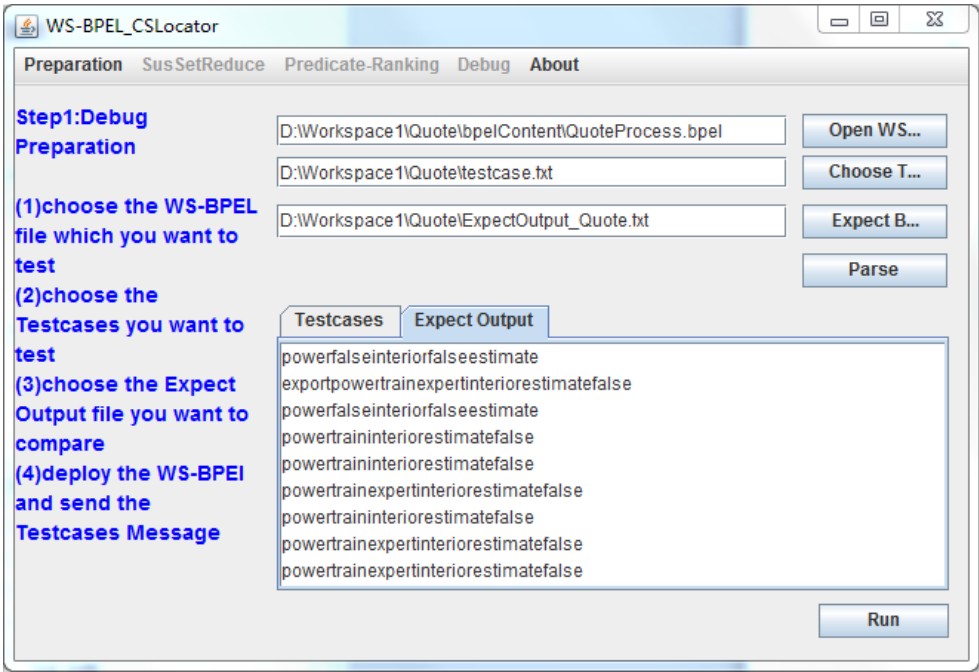 WS-BPEL_CSLocator
Preparation SusSetReduce Predicate-Ranking Debug About
Step1:Debug
Preparation
(1)choose the WS-BPEL
file which you want to
test
(2)choose the
Testcases you want to
test
(3)choose the Expect
Output file you want to
compare
(4)deploy the WS-BPEl
and send the
Testcases Message
D:\Workspace1\Quote\bpelContent\QuoteProcess.bpel
Open WS...
D:\Workspace1\Quote\testcase.txt
Choose T...
D:\Workspace1\Quote\ExpectOutput_Quote.txt
Expect B...
Parse
Testcases Expect Output
powerfalseinteriorfalseestimate
exportpowertrainexpertinteriorestimatefalse
powerfalseinteriorfalseestimate
powertraininteriorestimatefalse
powertraininteriorestimatefalse
powertrainexpertinteriorestimatefalse
powertraininteriorestimatefalse
powertrainexpertinteriorestimatefalse
powertrainexpertinteriorestimatefalse
Run